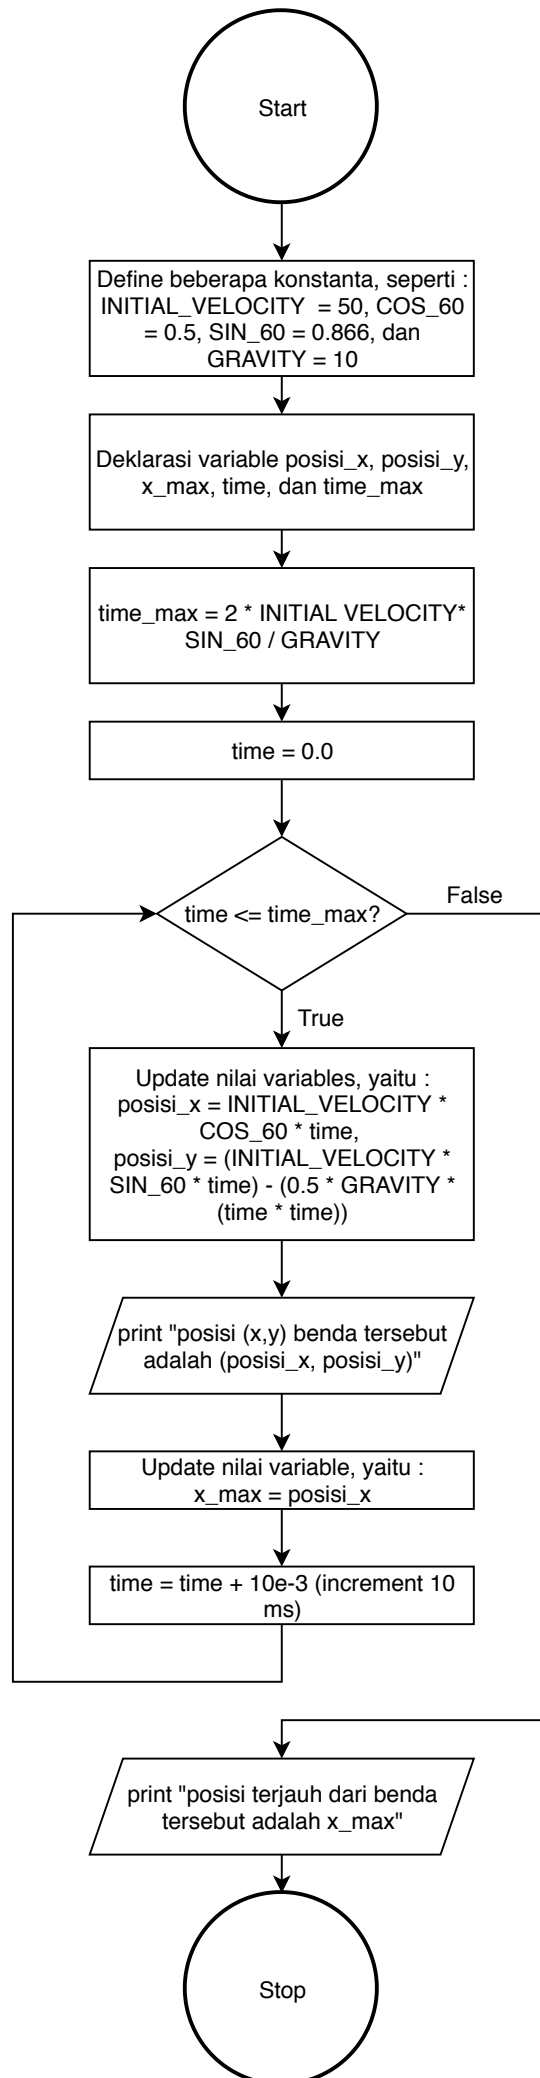 Start
Define beberapa konstanta, seperti :
INITIAL_VELOCITY  = 50, COS_60
= 0.5, SIN_60 = 0.866, dan
GRAVITY = 10
Deklarasi variable posisi_x, posisi_y,
x_max, time, dan time_max
time_max = 2 * INITIAL VELOCITY*
SIN_60 / GRAVITY
time = 0.0
time <= time_max?
False
True
Update nilai variables, yaitu :
posisi_x = INITIAL_VELOCITY *
COS_60 * time,
posisi_y = (INITIAL_VELOCITY *
SIN_60 * time) - (0.5 * GRAVITY *
(time * time))
print "posisi (x,y) benda tersebut
adalah (posisi_x, posisi_y)"
Update nilai variable, yaitu :
x_max = posisi_x
time = time + 10e-3 (increment 10
ms)
print "posisi terjauh dari benda
tersebut adalah x_max"
Stop